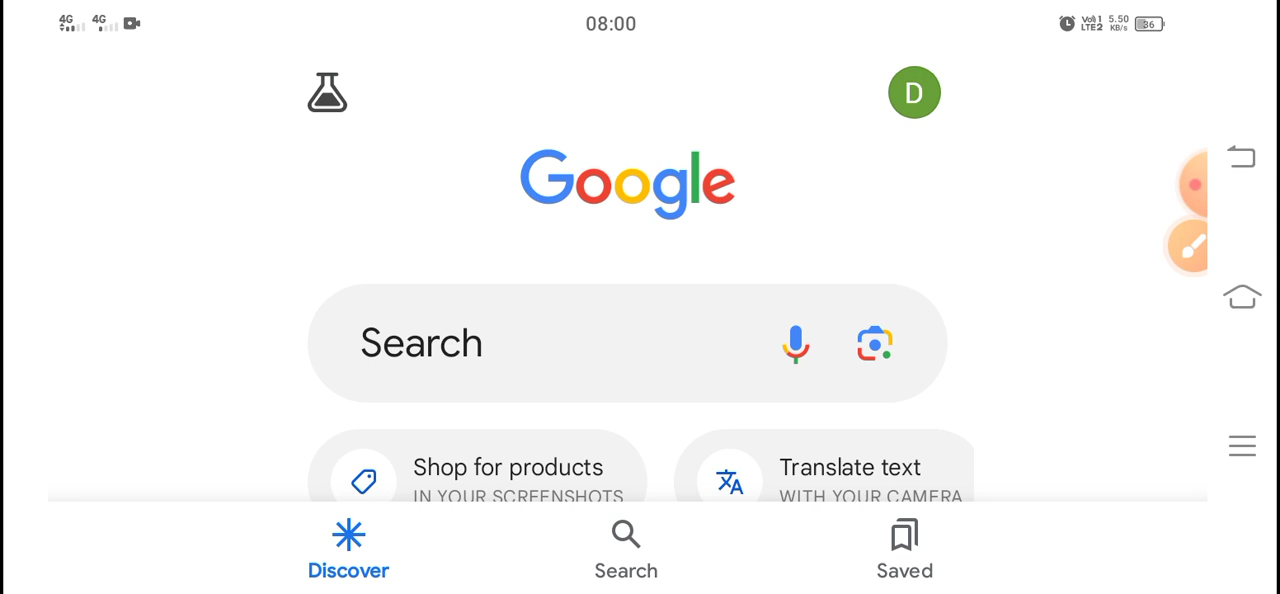 4G 4G 08:00 Vo) 1 LTE2 5.50 KB/s 36
D
Google
Search
Shop for products Translate text
IN YOUR SCREENSHOTS WITH YOUR CAMERA
Discover Search Saved